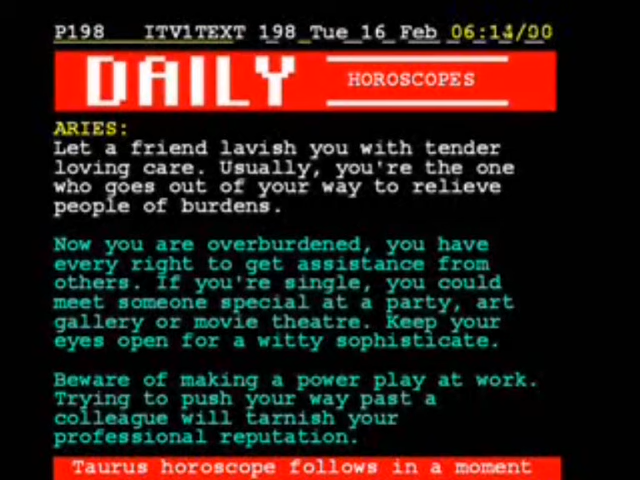 P198 ITV1TEXT 198 Tue 16 Feb 06:14/00
DAILY
HOROSCOPES
ARIES:
Let a friend lavish you with tender
loving care. Usually, you're the one
who goes out of your way to relieve
people of burdens.
Now you are overburdened, you have
every right to get assistance from
others. If you're single, you could
meet someone special at a party, art
gallery or movie theatre. Keep your
eyes open for a witty sophisticate.
Beware of making a power play at work.
Trying to push your way past a
colleague will tarnish your
professional reputation.
Taurus horoscope follows in a moment